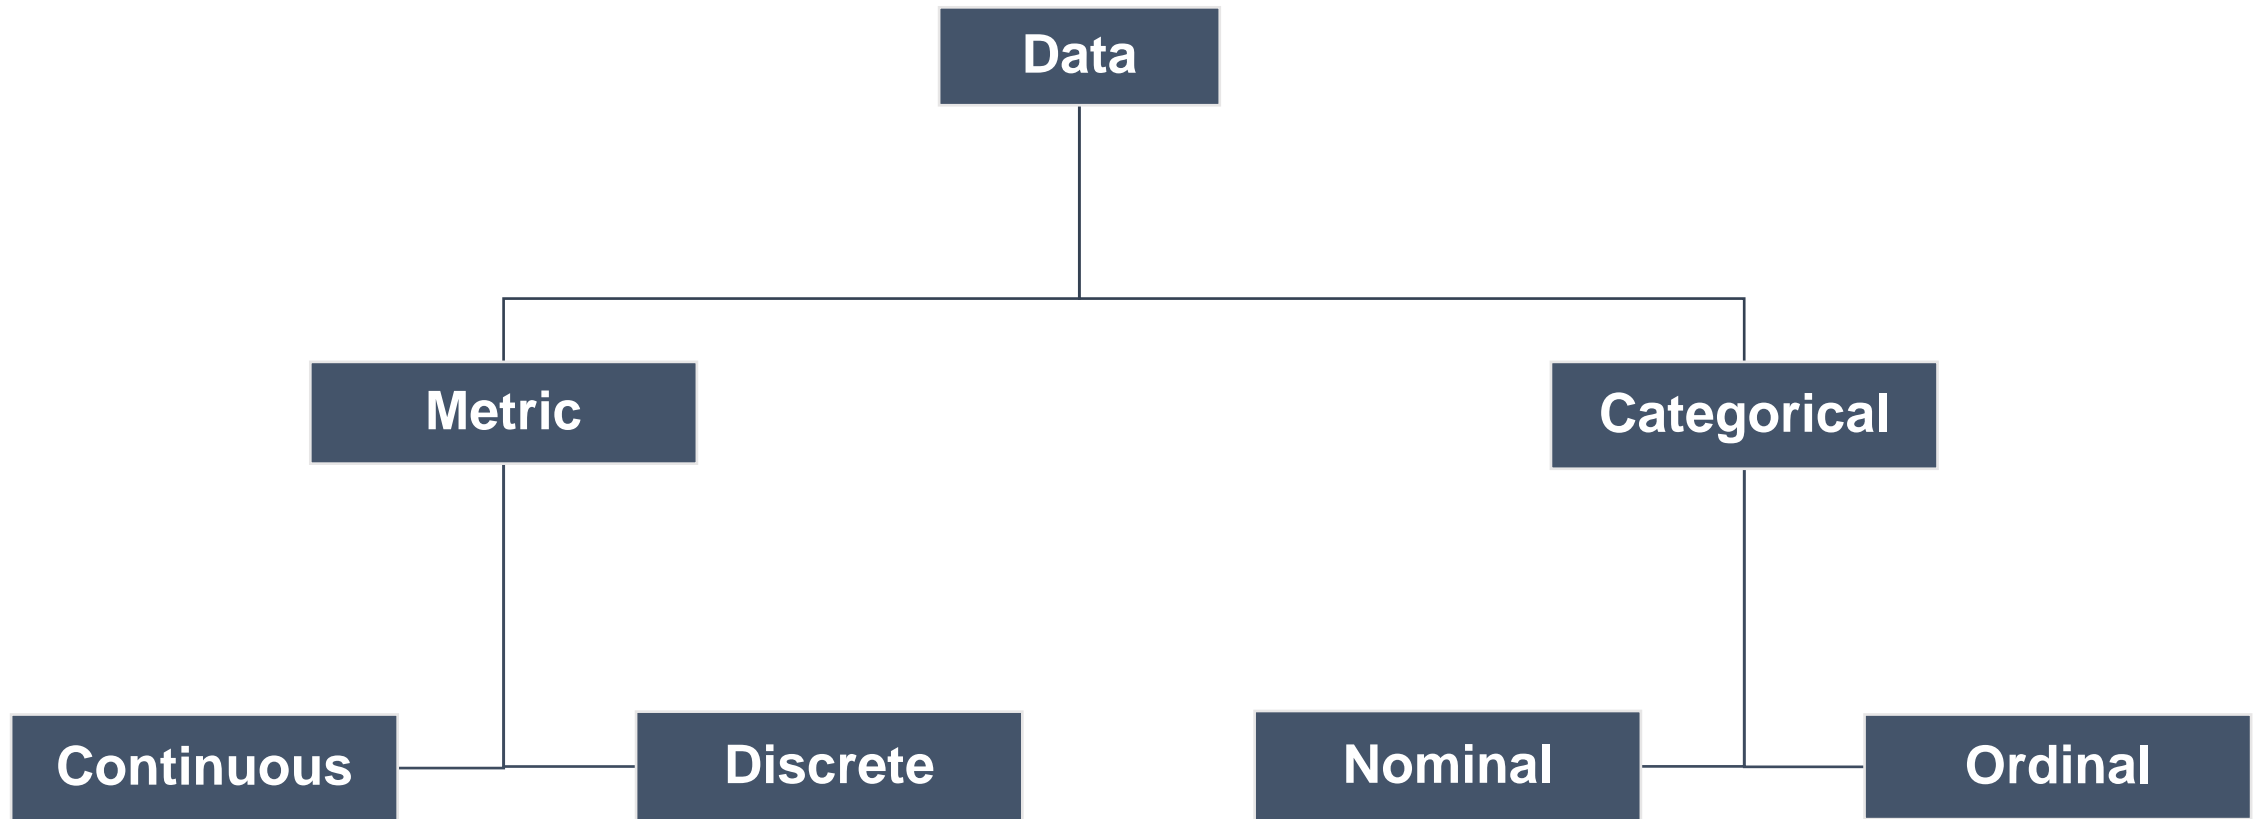 Data
Metric
Categorical
Continuous
Discrete
Nominal
Ordinal